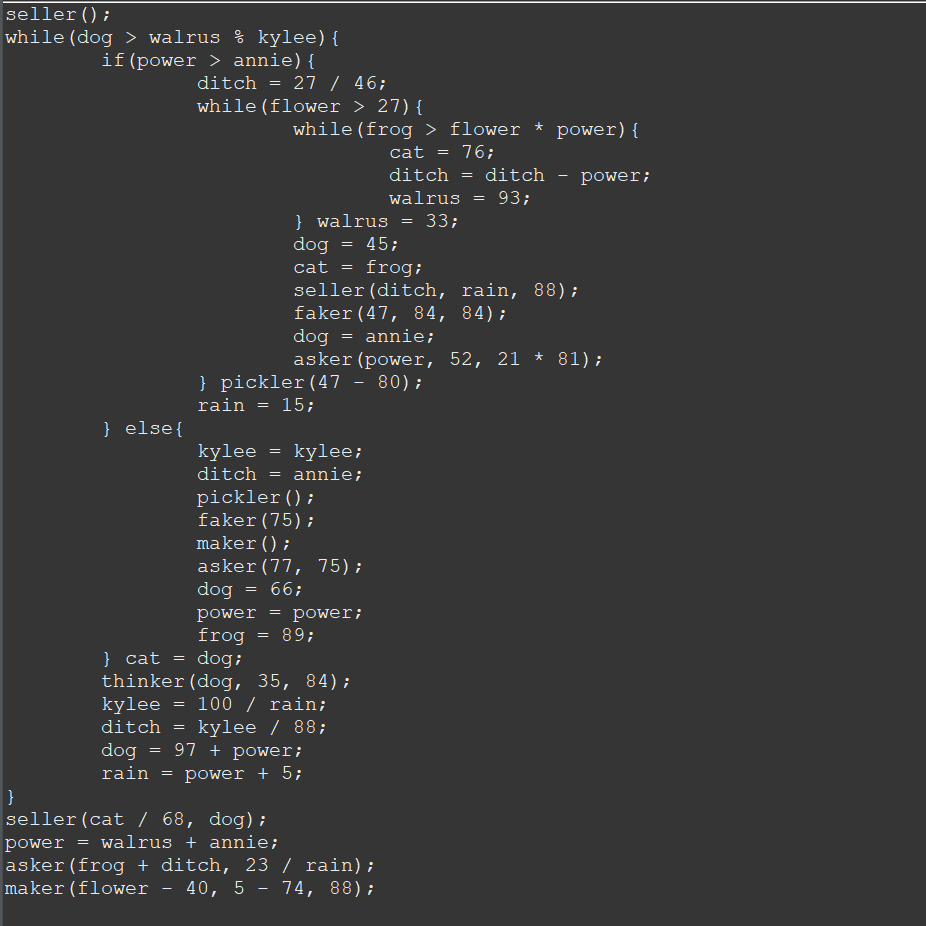 seller();
while(dog > walrus % kylee){
        if(power > annie){
                ditch = 27 / 46;
                while(flower > 27){
                        while(frog > flower * power){
                                cat = 76;
                                ditch = ditch - power;
                                walrus = 93;
                        } walrus = 33;
                        dog = 45;
                        cat = frog;
                        seller(ditch, rain, 88);
                        faker(47, 84, 84);
                        dog = annie;
                        asker(power, 52, 21 * 81);
                } pickler(47 - 80);
                rain = 15;
        } else{
                kylee = kylee;
                ditch = annie;
                pickler();
                faker(75);
                maker();
                asker(77, 75);
                dog = 66;
                power = power;
                frog = 89;
        } cat = dog;
        thinker(dog, 35, 84);
        kylee = 100 / rain;
        ditch = kylee / 88;
        dog = 97 + power;
        rain = power + 5;
}
seller(cat / 68, dog);
power = walrus + annie;
asker(frog + ditch, 23 / rain);
maker(flower - 40, 5 - 74, 88);